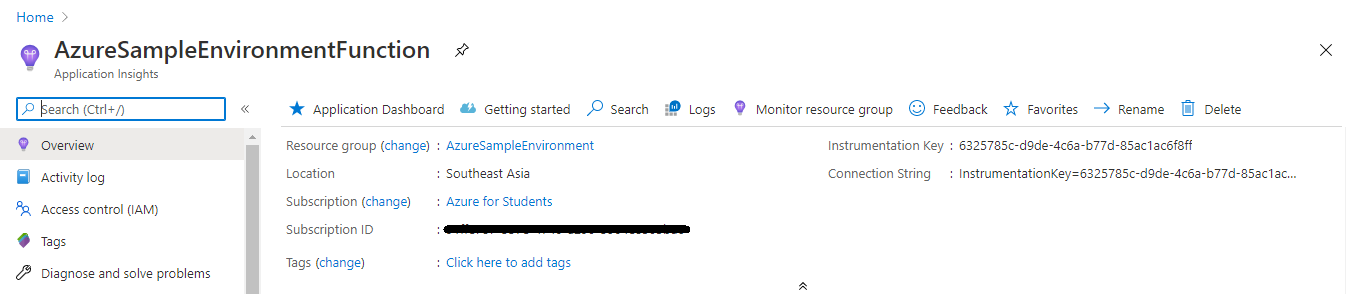 Home
AzureSampleEnvironmentFunction
Application Insights
Search (Ctrl+/)
Application Dashboard Getting started Search Logs Monitor resource group Feedback Favorites Rename Delete
Overview
Activity log
Access control (IAM)
Tags
Diagnose and solve problems
Resource group (change) : AzureSampleEnvironment
Location : Southeast Asia
Subscription (change) : Azure for Students
Subscription ID :
Tags (change) : Click here to add tags
Instrumentation Key : 6325785c-d9de-4c6a-b77d-85ac1ac6f8ff
Connection String : InstrumentationKey=6325785c-d9de-4c6a-b77d-85ac1ac...